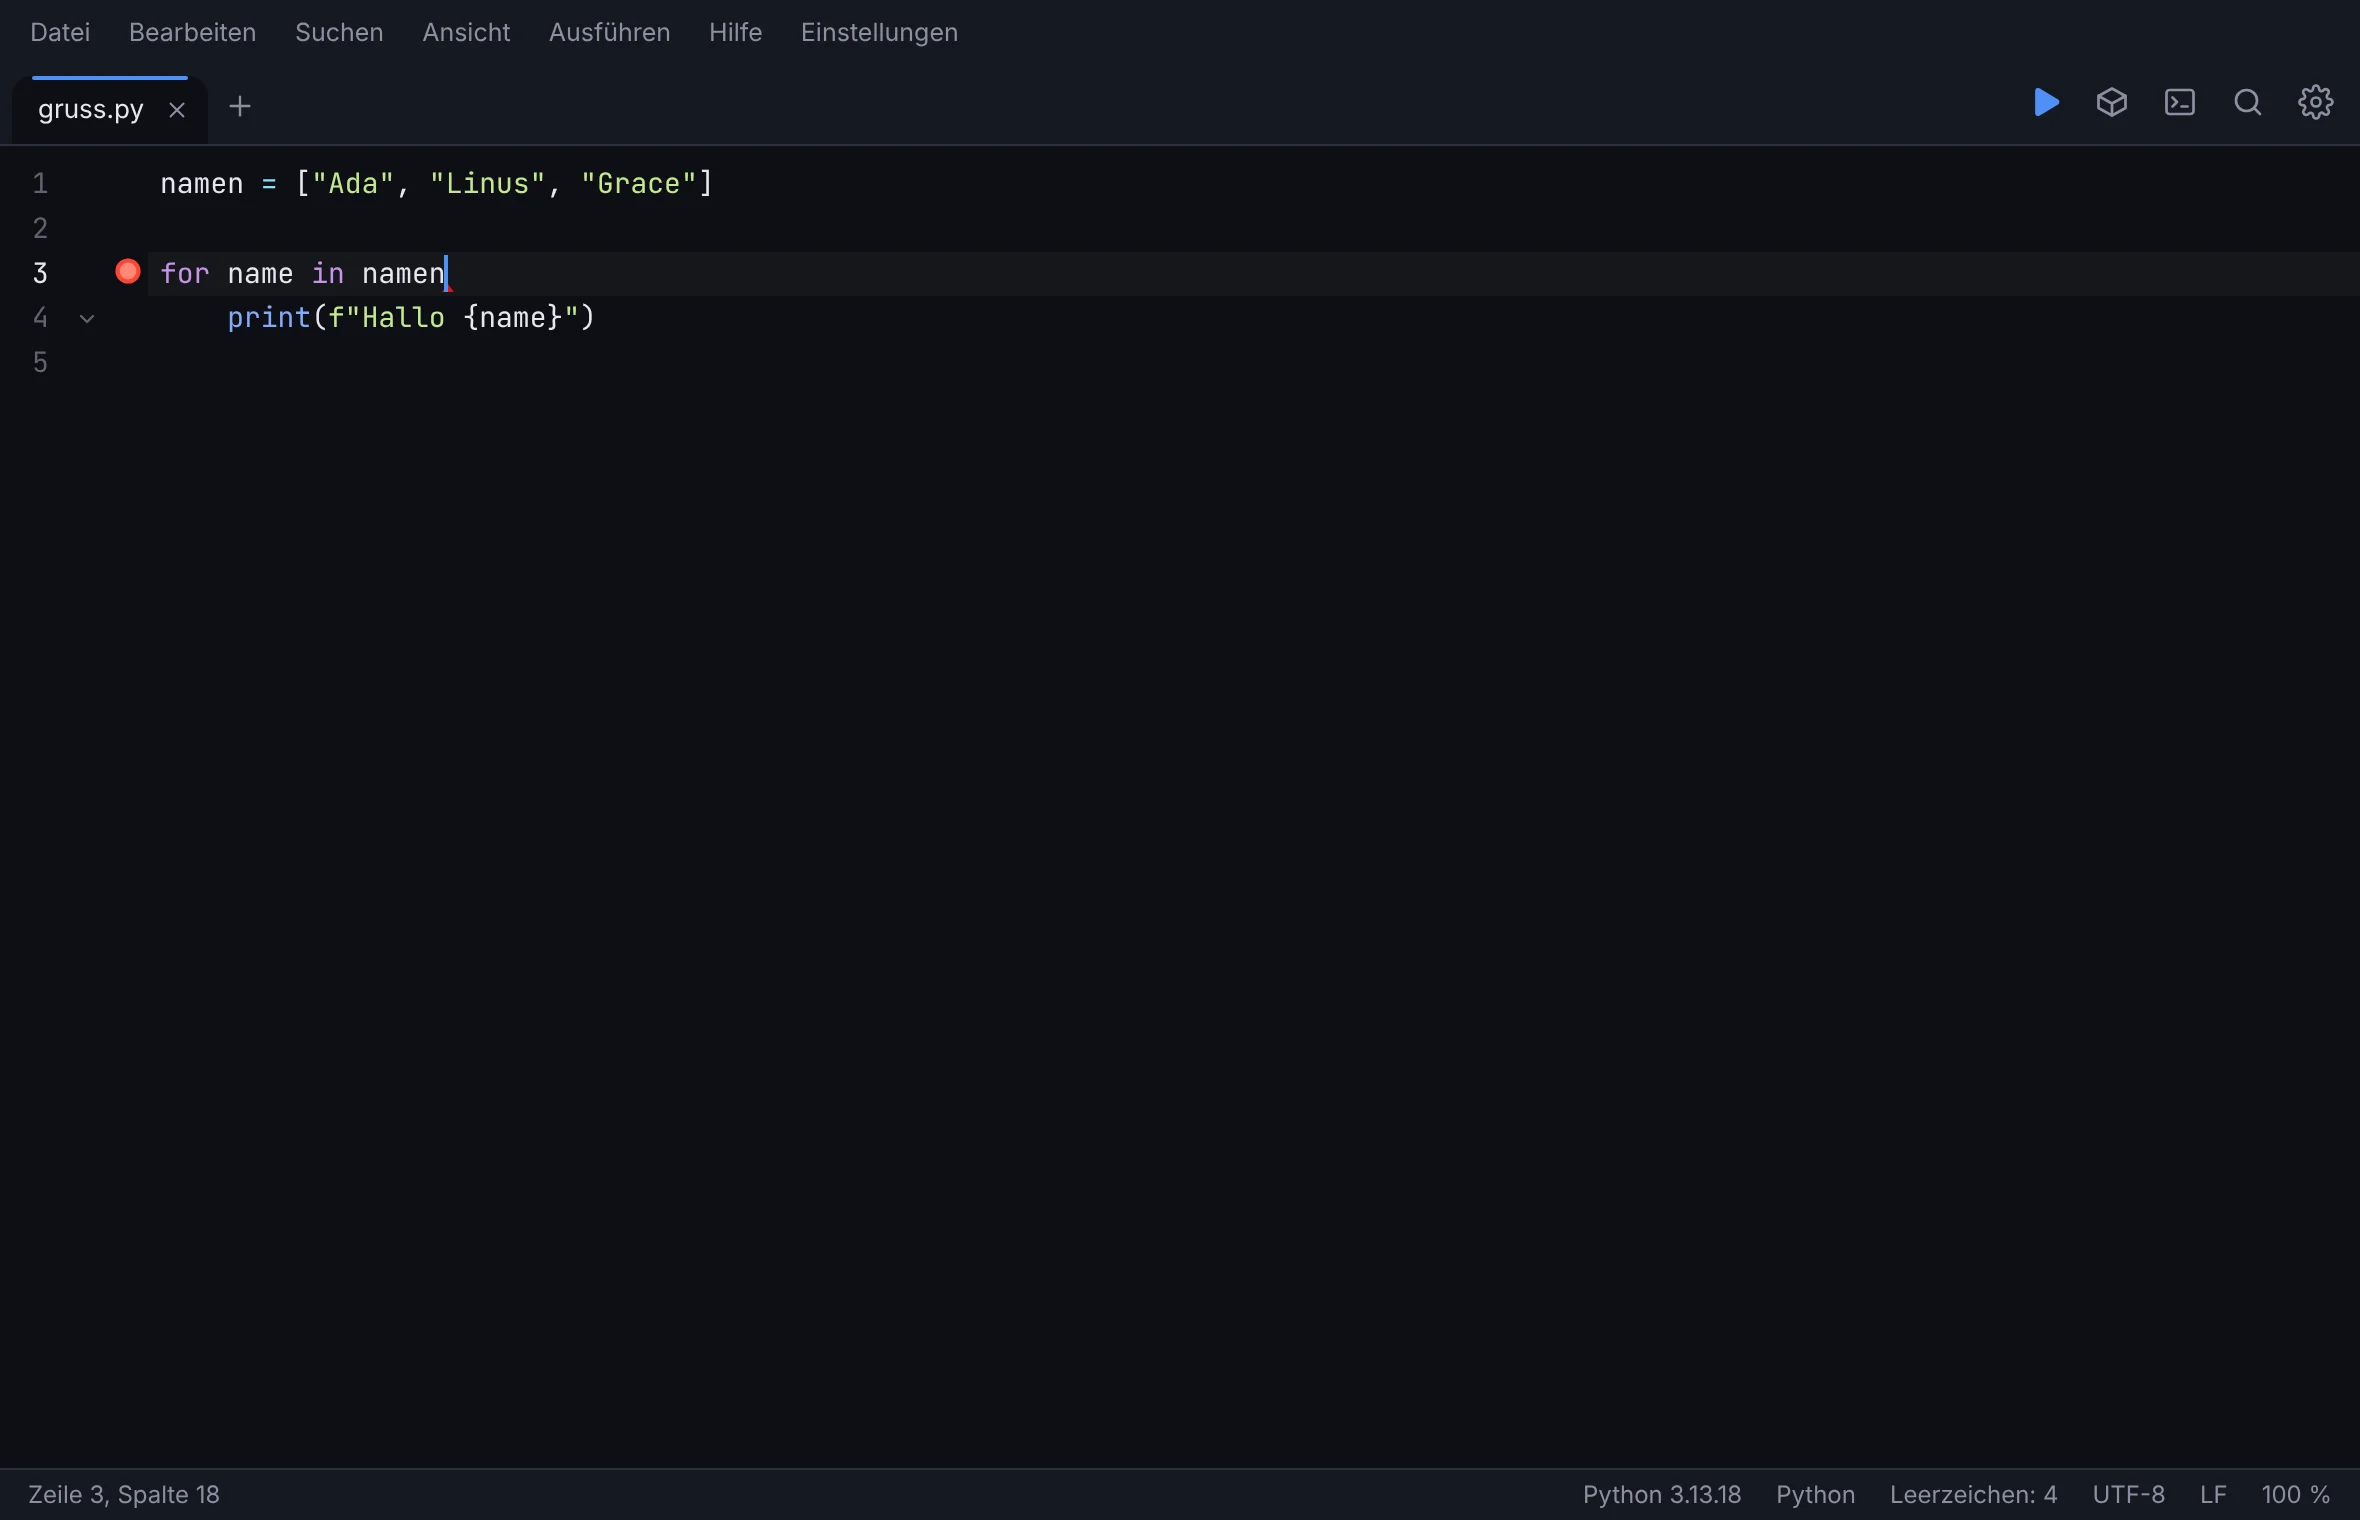 Datei Bearbeiten Suchen Ansicht Ausführen Hilfe Einstellungen
gruss.py
1 namen = ["Ada", "Linus", "Grace"]
2
3 for name in namen
4     print(f"Hallo {name}")
5
Zeile 3, Spalte 18 Python 3.13.18 Python Leerzeichen: 4 UTF-8 LF 100 %